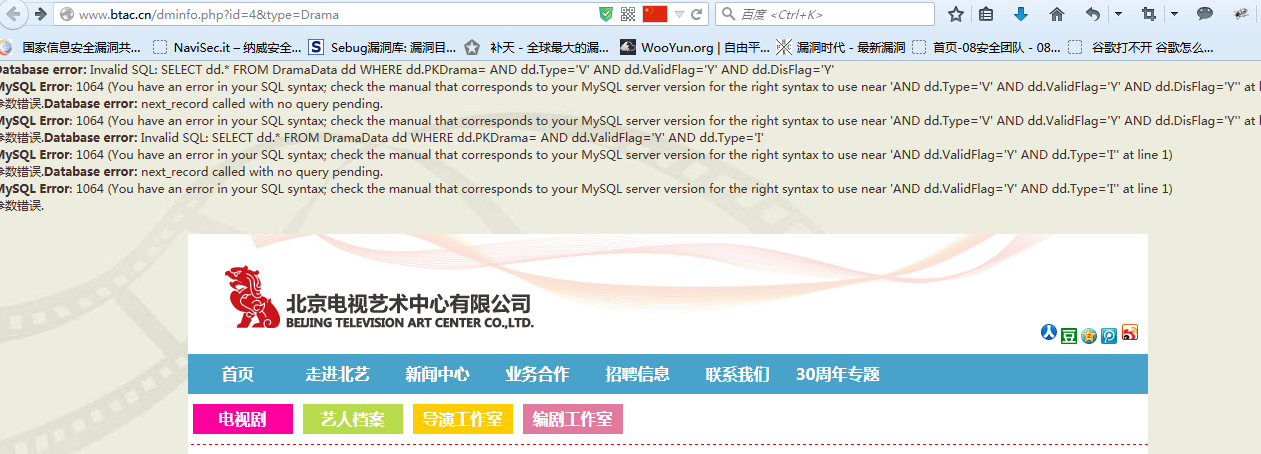 www.btac.cn/dminfo.php?id=4&type=Drama
百度 <Ctrl+K>
国家信息安全漏洞共... NaviSec.it – 纳威安全... Sebug漏洞库: 漏洞目... 补天 - 全球最大的漏... WooYun.org | 自由平... 漏洞时代 - 最新漏洞 首页-08安全团队 - 08... 谷歌打不开 谷歌怎么...
Database error: Invalid SQL: SELECT dd.* FROM DramaData dd WHERE dd.PKDrama= AND dd.Type='V' AND dd.ValidFlag='Y' AND dd.DisFlag='Y'
MySQL Error: 1064 (You have an error in your SQL syntax; check the manual that corresponds to your MySQL server version for the right syntax to use near 'AND dd.Type='V' AND dd.ValidFlag='Y' AND dd.DisFlag='Y'' at l
参数错误.Database error: next_record called with no query pending.
MySQL Error: 1064 (You have an error in your SQL syntax; check the manual that corresponds to your MySQL server version for the right syntax to use near 'AND dd.Type='V' AND dd.ValidFlag='Y' AND dd.DisFlag='Y'' at l
参数错误.Database error: Invalid SQL: SELECT dd.* FROM DramaData dd WHERE dd.PKDrama= AND dd.ValidFlag='Y' AND dd.Type='I'
MySQL Error: 1064 (You have an error in your SQL syntax; check the manual that corresponds to your MySQL server version for the right syntax to use near 'AND dd.ValidFlag='Y' AND dd.Type='I'' at line 1)
参数错误.Database error: next_record called with no query pending.
MySQL Error: 1064 (You have an error in your SQL syntax; check the manual that corresponds to your MySQL server version for the right syntax to use near 'AND dd.ValidFlag='Y' AND dd.Type='I'' at line 1)
参数错误.
北京电视艺术中心有限公司
BEIJING TELEVISION ART CENTER CO.,LTD.
豆
首页 走进北艺 新闻中心 业务合作 招聘信息 联系我们 30周年专题
电视剧 艺人档案 导演工作室 编剧工作室